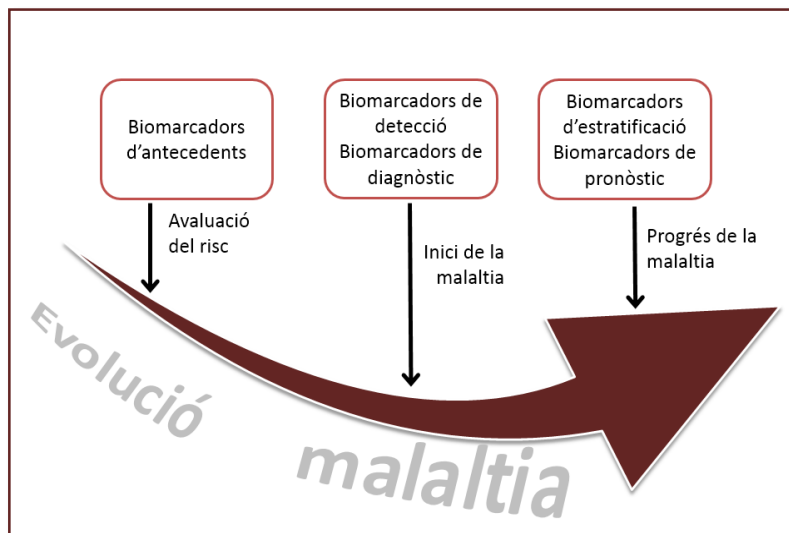 Biomarcadors
d'antecedents
Biomarcadors de
detecció
Biomarcadors de
diagnòstic
Biomarcadors
d'estratificació
Biomarcadors de
pronòstic
Avaluació
del risc
Inici de la
malaltia
Progrés de la
malaltia
Evolució
malaltia